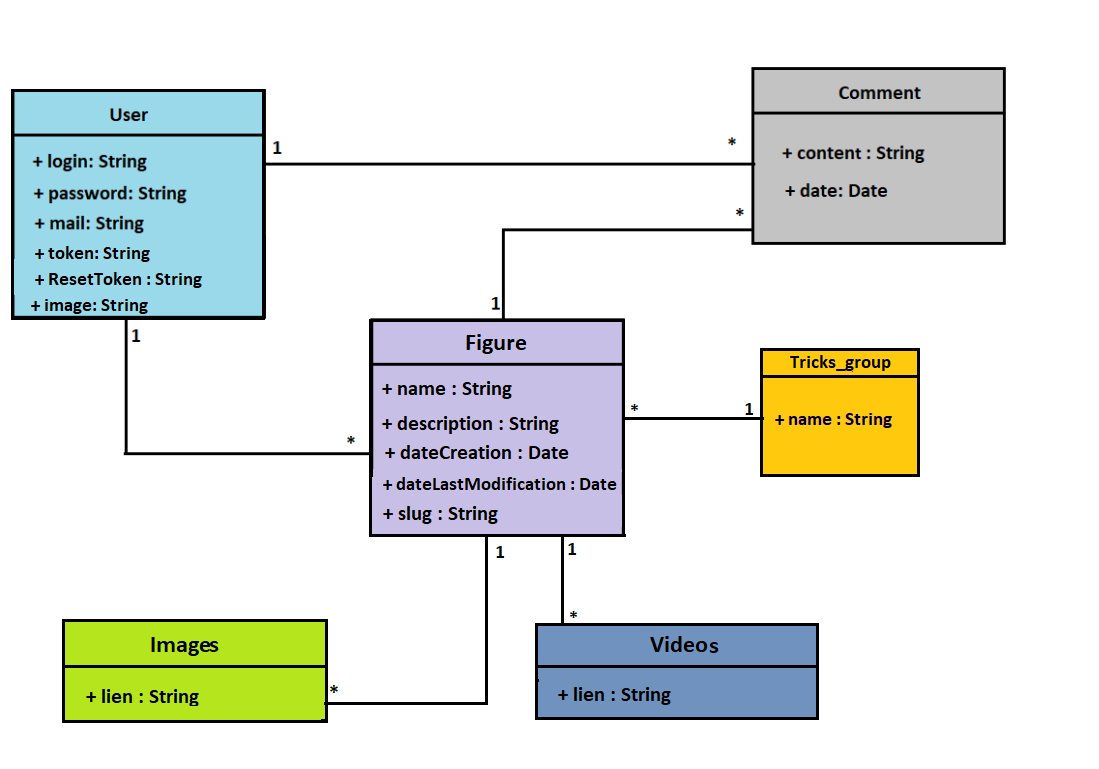 User
+ login: String
+ password: String
+ mail: String
+ token: String
+ ResetToken : String
+ image: String
1
*
Comment
+ content : String
+ date: Date
*
1
1
*
Figure
+ name : String
+ description : String
+ dateCreation : Date
+ dateLastModification : Date
+ slug : String
*
1
Tricks_group
+ name : String
1
*
Images
+ lien : String
1
*
Videos
+ lien : String